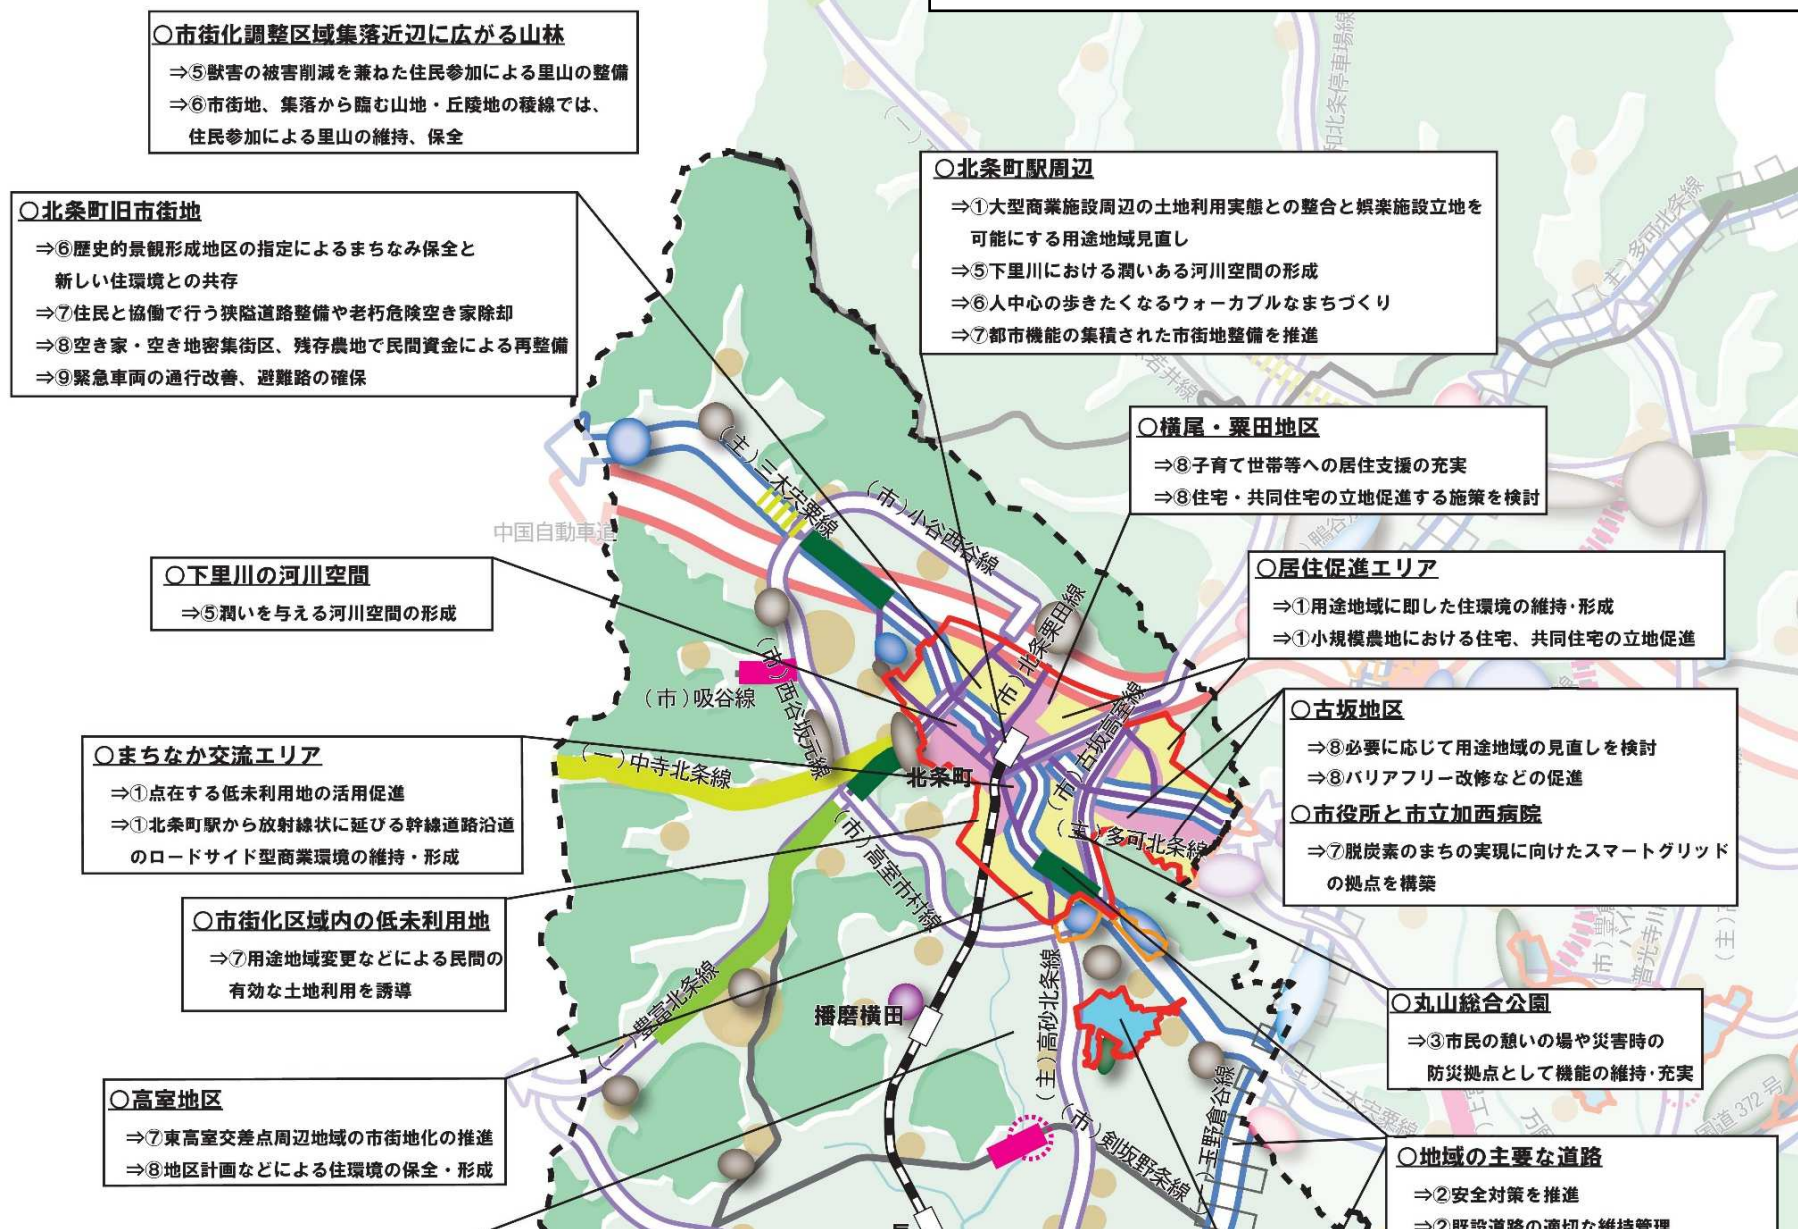 ○市街化調整区域集落近辺に広がる山林
⇒⑤獣害の被害削減を兼ねた住民参加による里山の整備
⇒⑥市街地、集落から臨む山地・丘陵地の稜線では、
住民参加による里山の維持、保全
○北条町旧市街地
⇒⑥歴史的景観形成地区の指定によるまちなみ保全と
新しい住環境との共存
⇒⑦住民と協働で行う狭隘道路整備や老朽危険空き家除却
⇒⑧空き家・空き地密集街区、残存農地で民間資金による再整備
⇒⑨緊急車両の通行改善、避難路の確保
○北条町駅周辺
⇒①大型商業施設周辺の土地利用実態との整合と娯楽施設立地を
可能にする用途地域見直し
⇒⑤下里川における潤いある河川空間の形成
⇒⑥人中心の歩きたくなるウォーカブルなまちづくり
⇒⑦都市機能の集積された市街地整備を推進
○横尾・粟田地区
⇒⑧子育て世帯等への居住支援の充実
⇒⑧住宅・共同住宅の立地促進する施策を検討
○下里川の河川空間
⇒⑤潤いを与える河川空間の形成
○居住促進エリア
⇒①用途地域に即した住環境の維持・形成
⇒①小規模農地における住宅、共同住宅の立地促進
○まちなか交流エリア
⇒①点在する低未利用地の活用促進
⇒①北条町駅から放射線状に延びる幹線道路沿道
のロードサイド型商業環境の維持・形成
○古坂地区
⇒⑧必要に応じて用途地域の見直しを検討
⇒⑧バリアフリー改修などの促進
○市役所と市立加西病院
⇒⑦脱炭素のまちの実現に向けたスマートグリッド
の拠点を構築
○市街化区域内の低未利用地
⇒⑦用途地域変更などによる民間の
有効な土地利用を誘導
○丸山総合公園
⇒③市民の憩いの場や災害時の
防災拠点として機能の維持・充実
○高室地区
⇒⑦東高室交差点周辺地域の市街地化の推進
⇒⑧地区計画などによる住環境の保全・形成
○地域の主要な道路
⇒②安全対策を推進
⇒②既設道路の適切な維持管理
中国自動車道
(主)三木宍粟線
(市)小谷西谷線
(市)北条栗田線
(市)吸谷線
(市)西谷坂元線
(一)中寺北条線
北条町
(市)古坂高室線
(主)多可北条線
(市)高室市村線
(一)豊富北条線
播磨横田
(主)高砂北条線
(市)剣坂野条線
(一)玉野倉谷線
(主)多可北条線
和北条停車場線
若井線
(主)三木宍粟線
普光寺川
国道372号